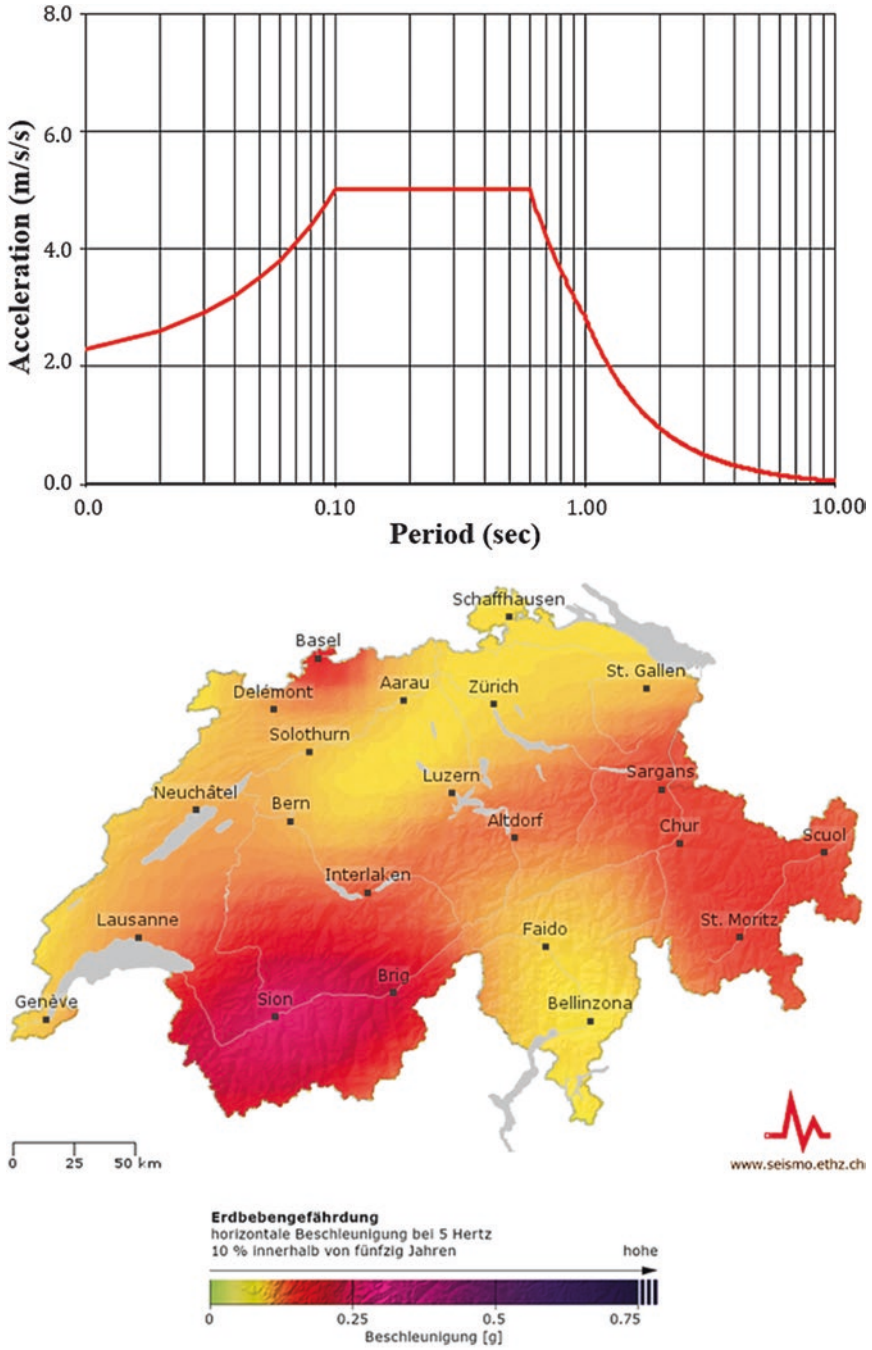 8.0
6.0
4.0
2.0
0.0
Acceleration (m/s/s)
0.0 0.10 1.00 10.00
Period (sec)
Schaffhausen
Basel
St. Gallen
Delémont
Aarau
Zürich
Solothurn
Sargans
Luzern
Neuchâtel
Bern
Altdorf
Chur
Scuol
Interlaken
Lausanne
Faido
St. Moritz
Brig
Genève
Sion
Bellinzona
0 25 50 km
www.seismo.ethz.ch
Erdbebengefährdung
horizontale Beschleunigung bei 5 Hertz
10 % innerhalb von fünfzig Jahren hohe
0 0.25 0.5 0.75
Beschleunigung [g]